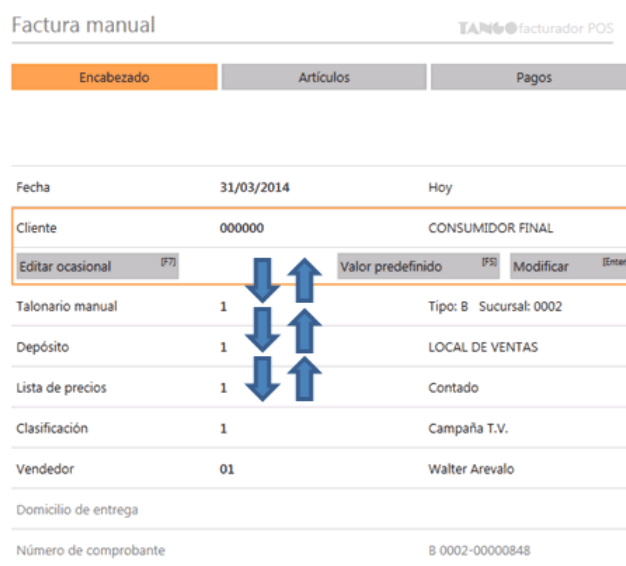 Factura manual TANGO facturador POS
Encabezado Artículos Pagos
Fecha 31/03/2014 Hoy
Cliente 000000 CONSUMIDOR FINAL
Editar ocasional [F7] Valor predefinido [F5] Modificar [Enter
Talonario manual 1 Tipo: B Sucursal: 0002
Depósito 1 LOCAL DE VENTAS
Lista de precios 1 Contado
Clasificación 1 Campaña T.V.
Vendedor 01 Walter Arevalo
Domicilio de entrega
Número de comprobante B 0002-00000848